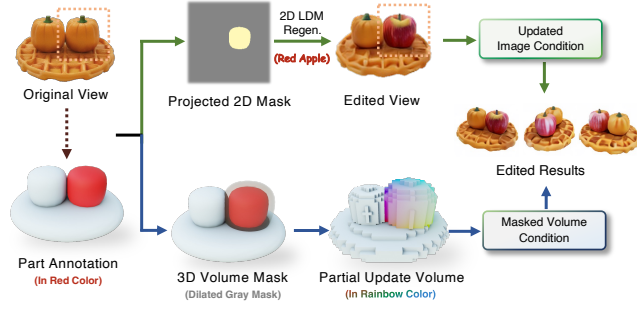 Original View
Part Annotation
(In Red Color)
Projected 2D Mask
2D LDM
Regen.
(Red Apple)
Edited View
Updated
Image Condition
Edited Results
3D Volume Mask
(Dilated Gray Mask)
Partial Update Volume
(In Rainbow Color)
Masked Volume
Condition